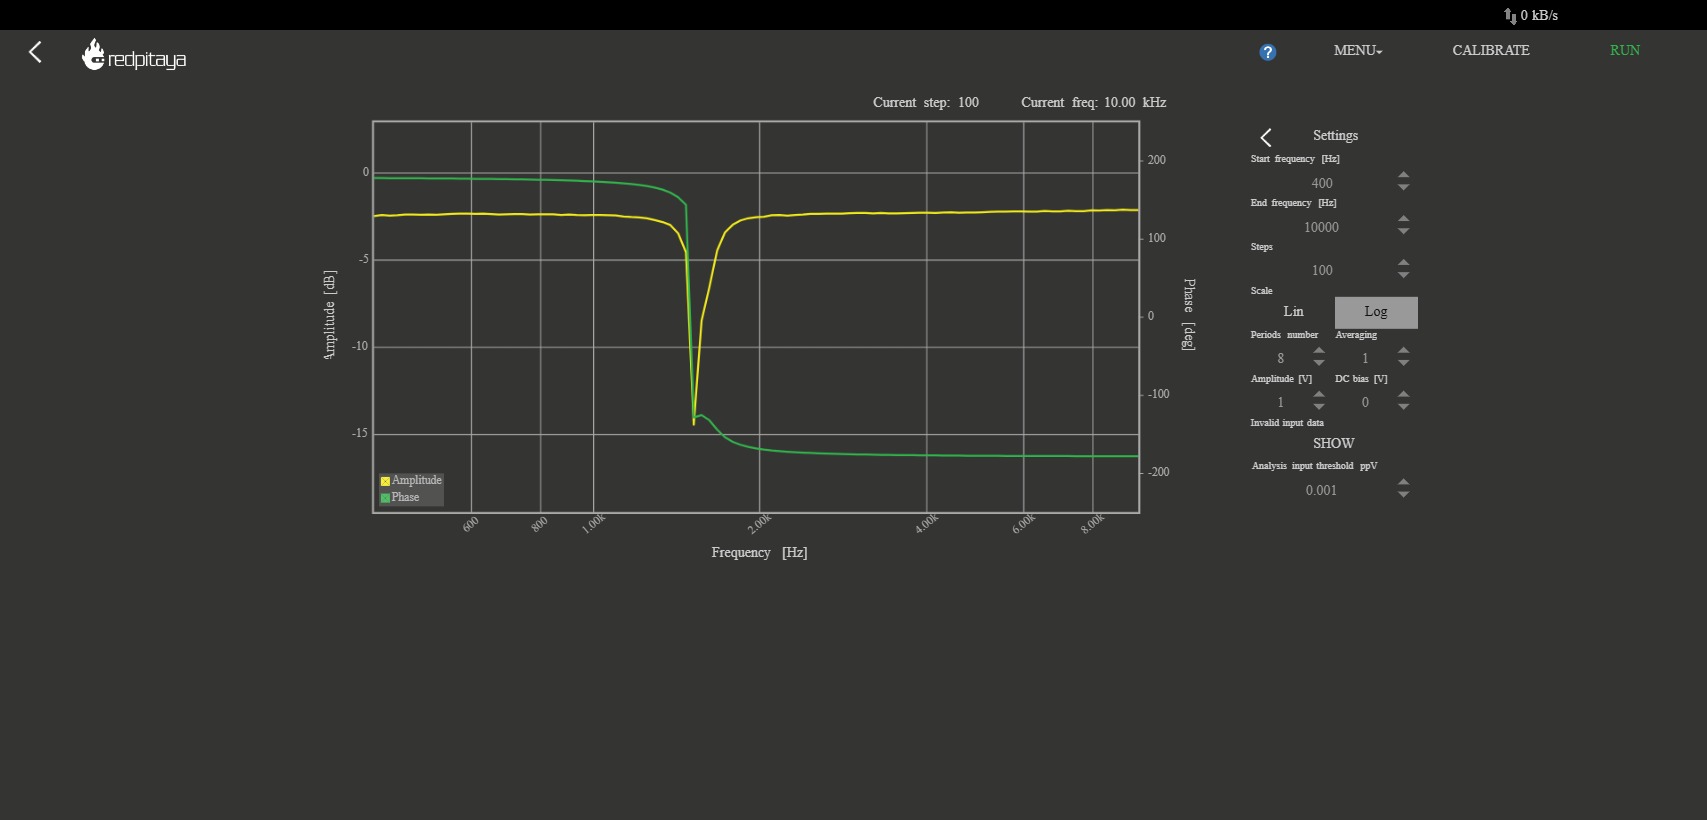 0 kB/s
redpitaya
?
MENU
CALIBRATE
RUN
Current step: 100
Current freq: 10.00 kHz
0
-5
-10
-15
Amplitude [dB]
200
100
0
-100
-200
Phase [deg]
Amplitude
Phase
600
800
1.00k
2.00k
4.00k
6.00k
8.00k
Frequency [Hz]
Settings
Start frequency [Hz]
400
End frequency [Hz]
10000
Steps
100
Scale
Lin Log
Periods number Averaging
8 1
Amplitude [V] DC bias [V]
1 0
Invalid input data
SHOW
Analysis input threshold ppV
0.001